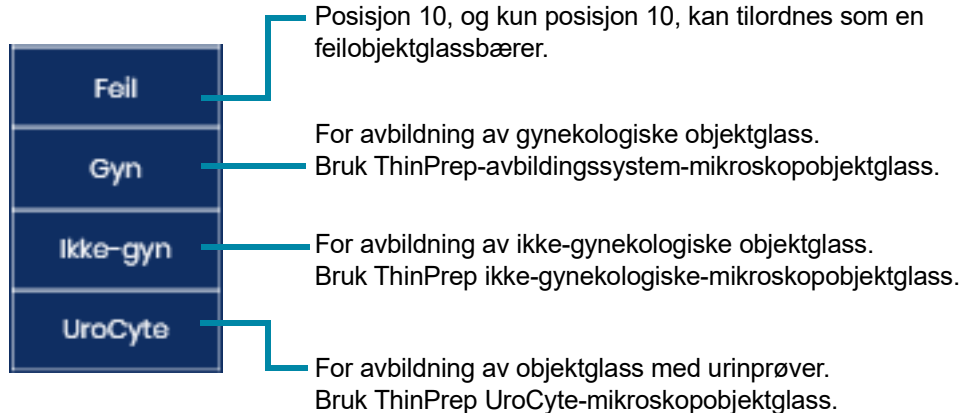 Posisjon 10, og kun posisjon 10, kan tilordnes som en
feilobjektglassbærer.
Feil
For avbildning av gynekologiske objektglass.
Bruk ThinPrep-avbildingssystem-mikroskopobjektglass.
Gyn
For avbildning av ikke-gynekologiske objektglass.
Bruk ThinPrep ikke-gynekologiske-mikroskopobjektglass.
Ikke-gyn
UroCyte
For avbildning av objektglass med urinprøver.
Bruk ThinPrep UroCyte-mikroskopobjektglass.